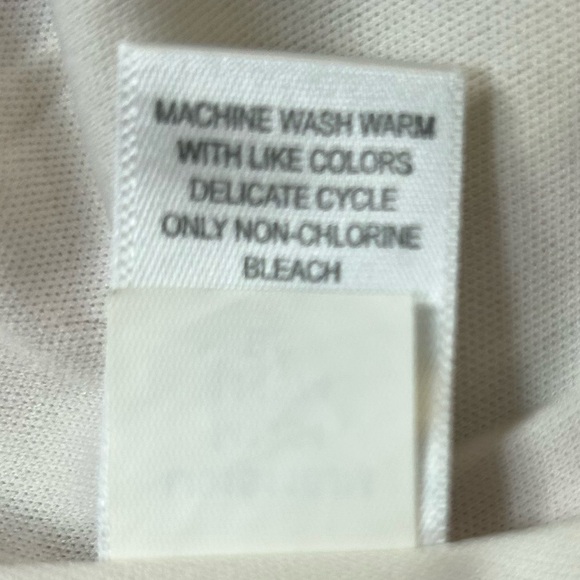 MACHINE WASH WARM
WITH LIKE COLORS
DELICATE CYCLE
ONLY NON-CHLORINE
BLEACH